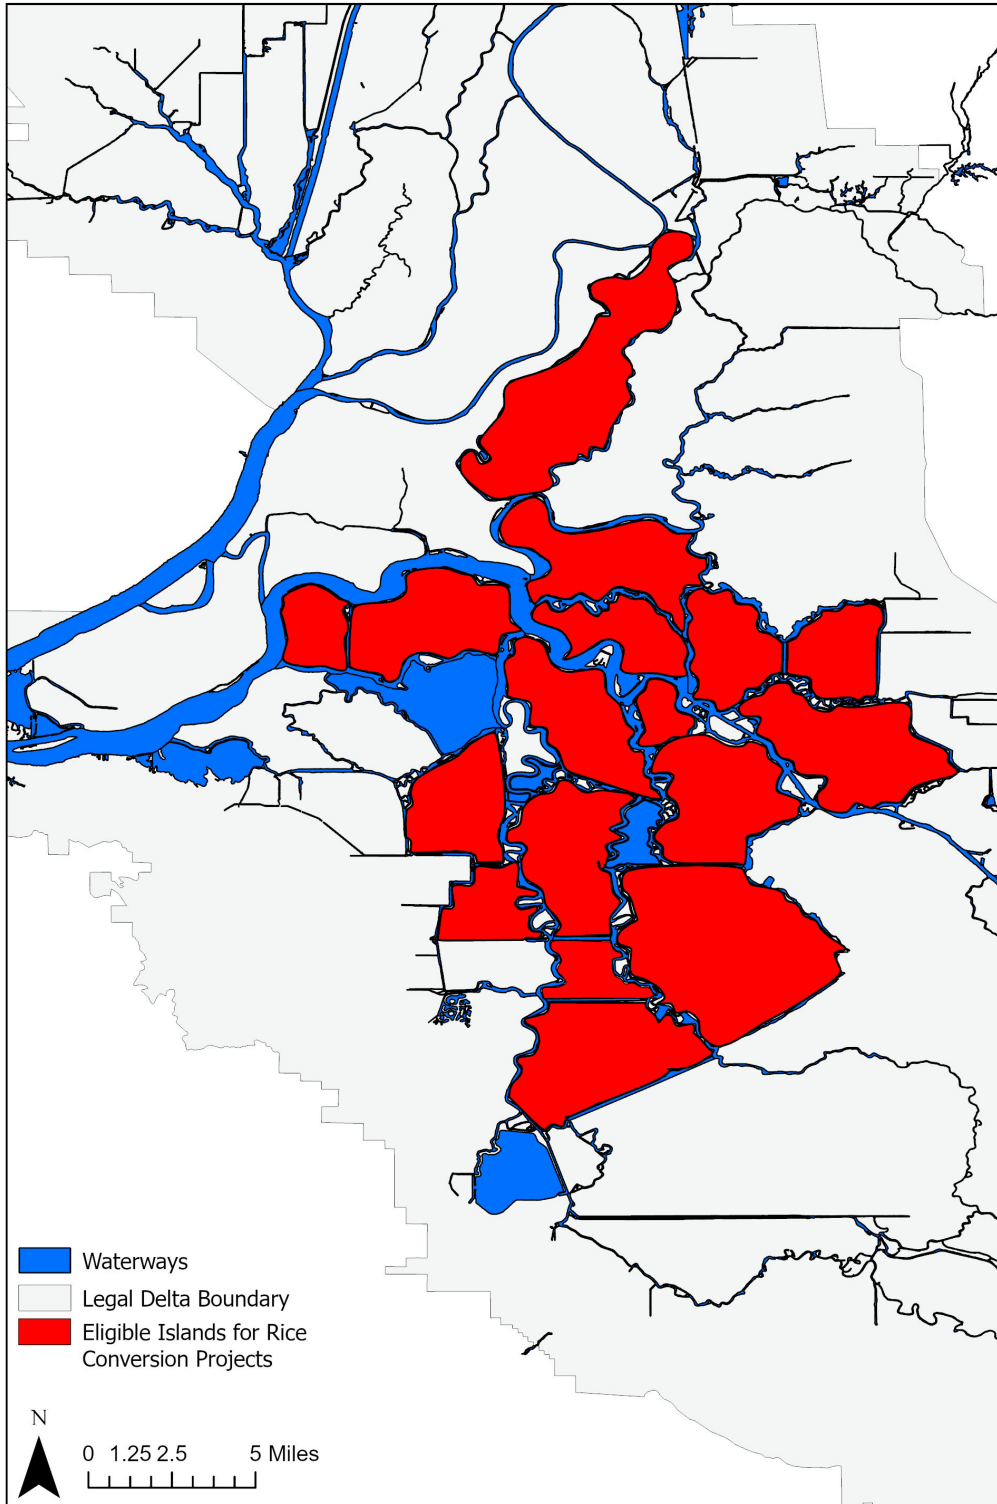 Waterways
Legal Delta Boundary
Eligible Islands for Rice
Conversion Projects
N
0 1.25 2.5 5 Miles